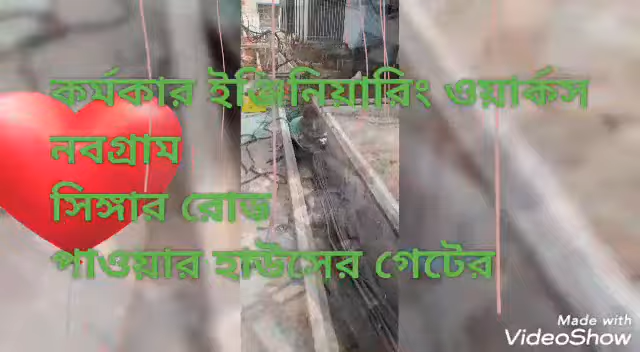 কর্মকার ইঞ্জিনিয়ারিং ওয়ার্কস
নবগ্রাম
সিঙ্গার রোড
পাওয়ার হাউসের গেটের
Made with
VideoShow